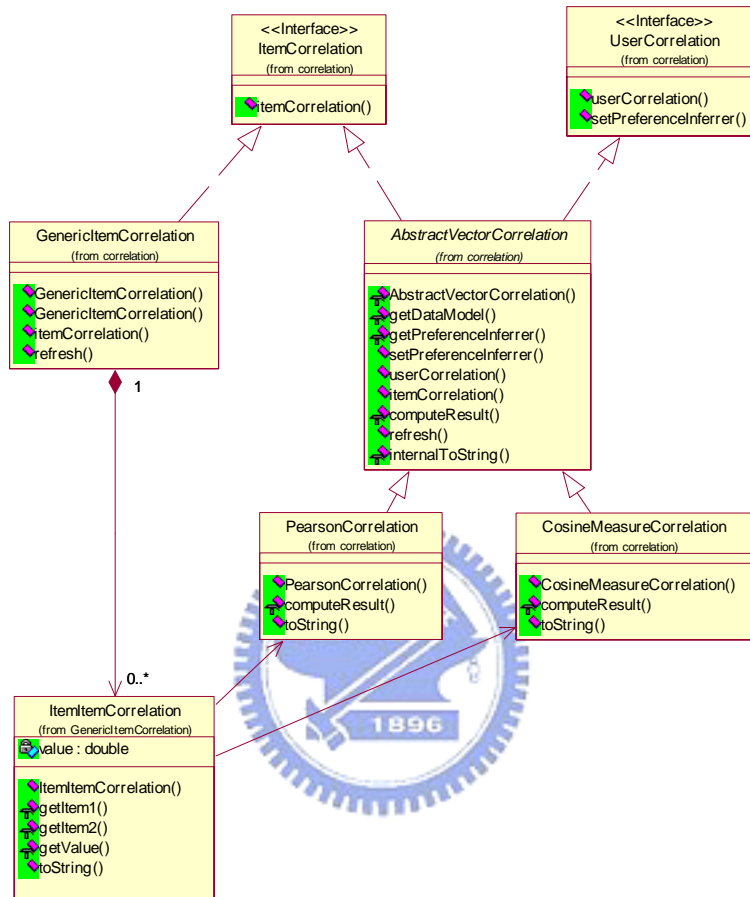 <<Interface>>
ItemCorrelation
(from correlation)
itemCorrelation()
<<Interface>>
UserCorrelation
(from correlation)
userCorrelation()
setPreferenceInferrer()
GenericItemCorrelation
(from correlation)
GenericItemCorrelation()
GenericItemCorrelation()
itemCorrelation()
refresh()
AbstractVectorCorrelation
(from correlation)
AbstractVectorCorrelation()
getDataModel()
getPreferenceInferrer()
setPreferenceInferrer()
userCorrelation()
itemCorrelation()
computeResult()
refresh()
internalToString()
1
0..*
PearsonCorrelation
(from correlation)
PearsonCorrelation()
computeResult()
toString()
CosineMeasureCorrelation
(from correlation)
CosineMeasureCorrelation()
computeResult()
toString()
ItemItemCorrelation
(from GenericItemCorrelation)
value : double
ItemItemCorrelation()
getItem1()
getItem2()
getValue()
toString()
1896